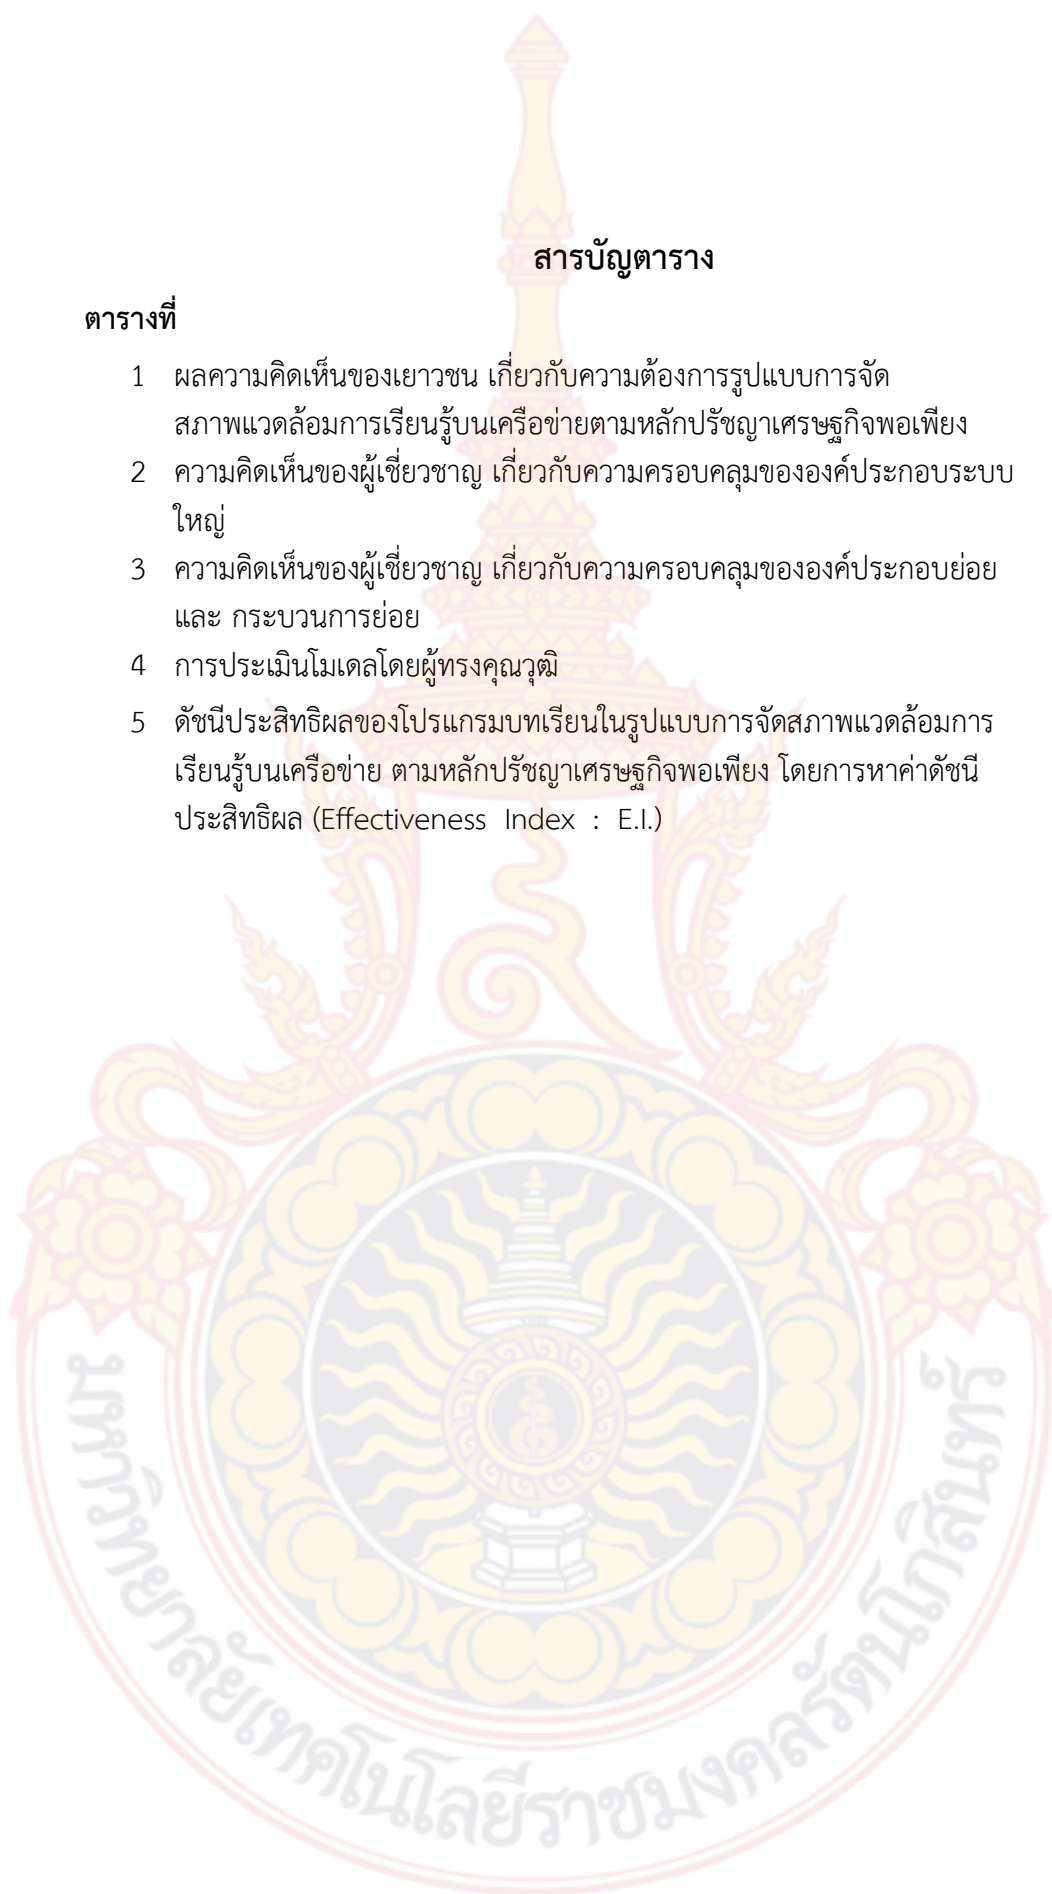 สารบัญตาราง
ตารางที่
1 ผลความคิดเห็นของเยาวชน เกี่ยวกับความต้องการรูปแบบการจัด
สภาพแวดล้อมการเรียนรู้บนเครือข่ายตามหลักปรัชญาเศรษฐกิจพอเพียง
2 ความคิดเห็นของผู้เชี่ยวชาญ เกี่ยวกับความครอบคลุมขององค์ประกอบระบบ
ใหญ่
3 ความคิดเห็นของผู้เชี่ยวชาญ เกี่ยวกับความครอบคลุมขององค์ประกอบย่อย
และ กระบวนการย่อย
4 การประเมินโมเดลโดยผู้ทรงคุณวุฒิ
5 ดัชนีประสิทธิผลของโปรแกรมบทเรียนในรูปแบบการจัดสภาพแวดล้อมการ
เรียนรู้บนเครือข่าย ตามหลักปรัชญาเศรษฐกิจพอเพียง โดยการหาค่าดัชนี
ประสิทธิผล (Effectiveness Index : E.I.)
มหาวิทยาลัยเทคโนโลยีราชมงคลรัตนโกสินทร์